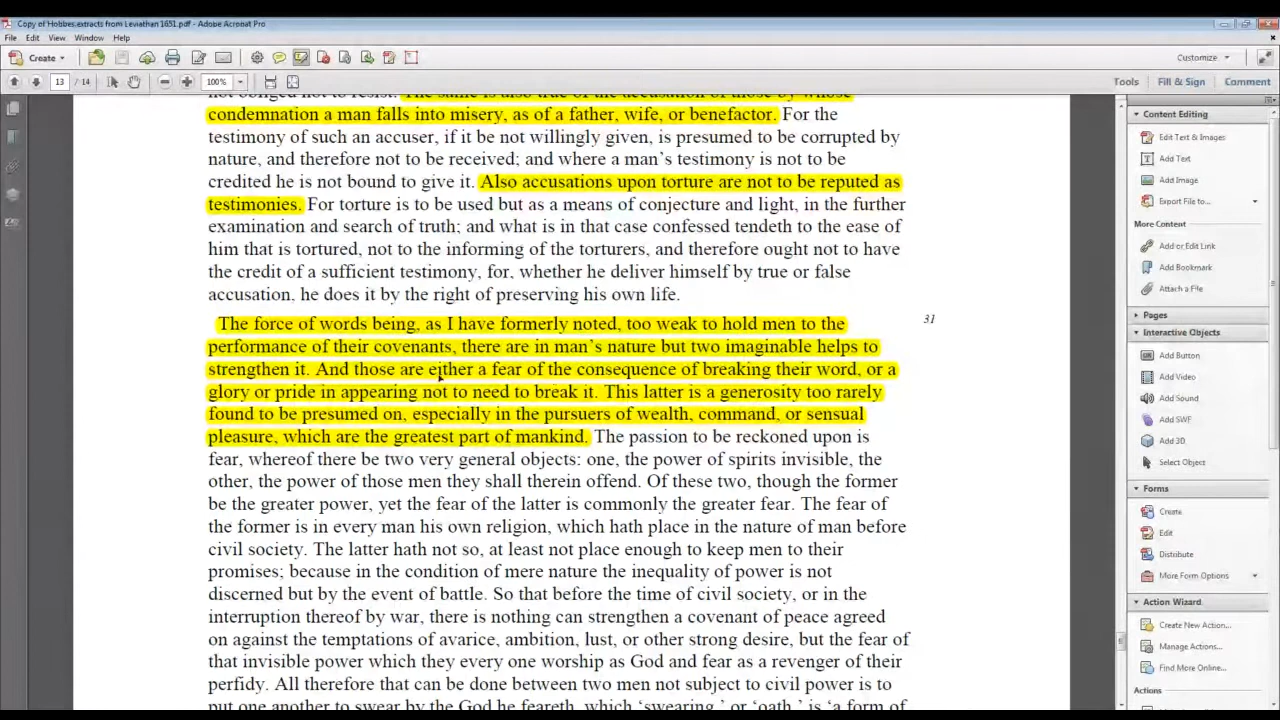 Copy of Hobbes,extracts from Leviathan 1651.pdf - Adobe Acrobat Pro
File Edit View Window Help
Create Customize
13 / 14 100% Tools Fill & Sign Comment
condemnation a man falls into misery, as of a father, wife, or benefactor. For the
testimony of such an accuser, if it be not willingly given, is presumed to be corrupted by
nature, and therefore not to be received; and where a man's testimony is not to be
credited he is not bound to give it. Also accusations upon torture are not to be reputed as
testimonies. For torture is to be used but as a means of conjecture and light, in the further
examination and search of truth; and what is in that case confessed tendeth to the ease of
him that is tortured, not to the informing of the torturers, and therefore ought not to have
the credit of a sufficient testimony, for, whether he deliver himself by true or false
accusation, he does it by the right of preserving his own life.
The force of words being, as I have formerly noted, too weak to hold men to the
31
performance of their covenants, there are in man's nature but two imaginable helps to
strengthen it. And those are either a fear of the consequence of breaking their word, or a
glory or pride in appearing not to need to break it. This latter is a generosity too rarely
found to be presumed on, especially in the pursuers of wealth, command, or sensual
pleasure, which are the greatest part of mankind. The passion to be reckoned upon is
fear, whereof there be two very general objects: one, the power of spirits invisible, the
other, the power of those men they shall therein offend. Of these two, though the former
be the greater power, yet the fear of the latter is commonly the greater fear. The fear of
the former is in every man his own religion, which hath place in the nature of man before
civil society. The latter hath not so, at least not place enough to keep men to their
promises; because in the condition of mere nature the inequality of power is not
discerned but by the event of battle. So that before the time of civil society, or in the
interruption thereof by war, there is nothing can strengthen a covenant of peace agreed
on against the temptations of avarice, ambition, lust, or other strong desire, but the fear of
that invisible power which they every one worship as God and fear as a revenger of their
perfidy. All therefore that can be done between two men not subject to civil power is to
put one another to swear by the God he feareth, which 'swearing,' or 'oath,' is 'a form of
Content Editing
Edit Text & Images
Add Text
Add Image
Export File to...
More Content
Add or Edit Link
Add Bookmark
Attach a File
Pages
Interactive Objects
Add Button
Add Video
Add Sound
Add SWF
Add 3D
Select Object
Forms
Create
Edit
Distribute
More Form Options
Action Wizard
Create New Action...
Manage Actions...
Find More Online...
Actions